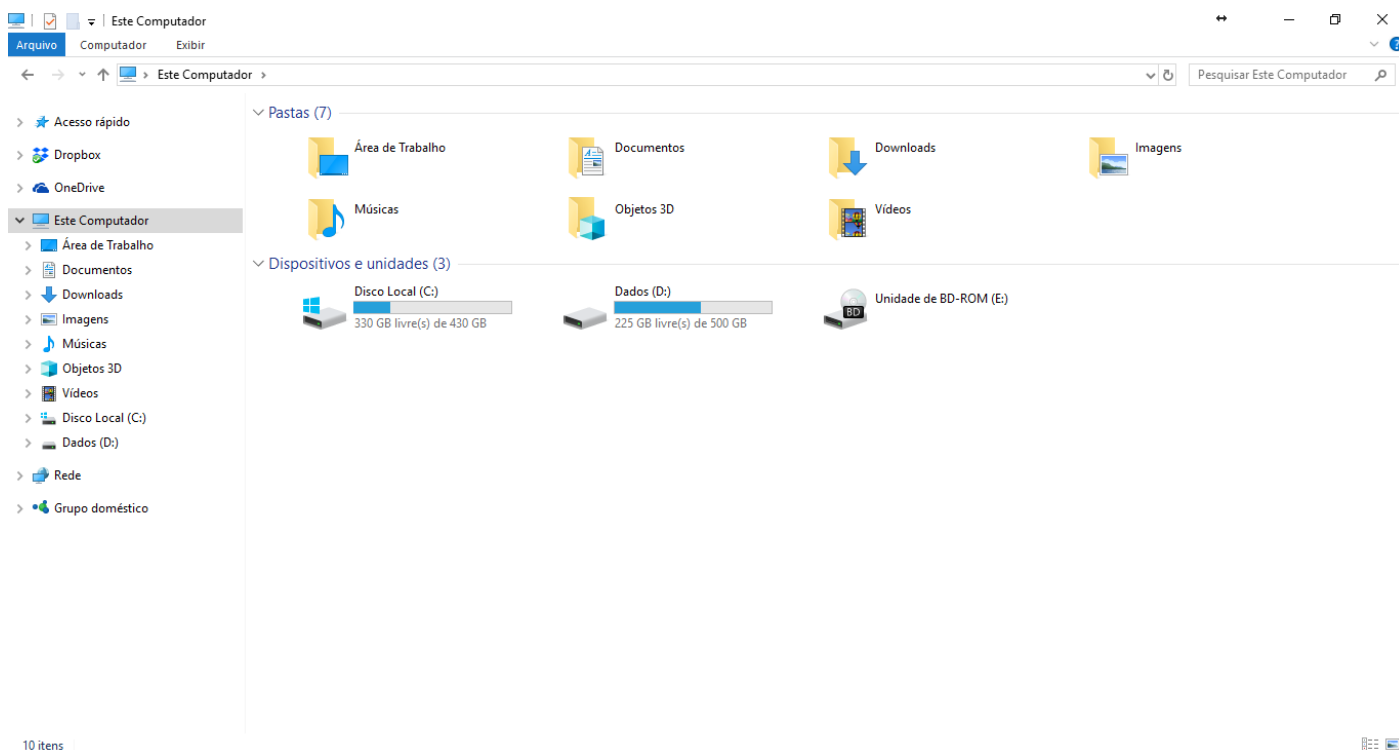 Este Computador
Arquivo Computador Exibir
Este Computador
Pesquisar Este Computador
Acesso rápido
Dropbox
OneDrive
Este Computador
Área de Trabalho
Documentos
Downloads
Imagens
Músicas
Objetos 3D
Vídeos
Disco Local (C:)
Dados (D:)
Rede
Grupo doméstico
Pastas (7)
Área de Trabalho Documentos Downloads Imagens
Músicas Objetos 3D Vídeos
Dispositivos e unidades (3)
Disco Local (C:) Dados (D:) Unidade de BD-ROM (E:)
330 GB livre(s) de 430 GB 225 GB livre(s) de 500 GB
BD
10 itens